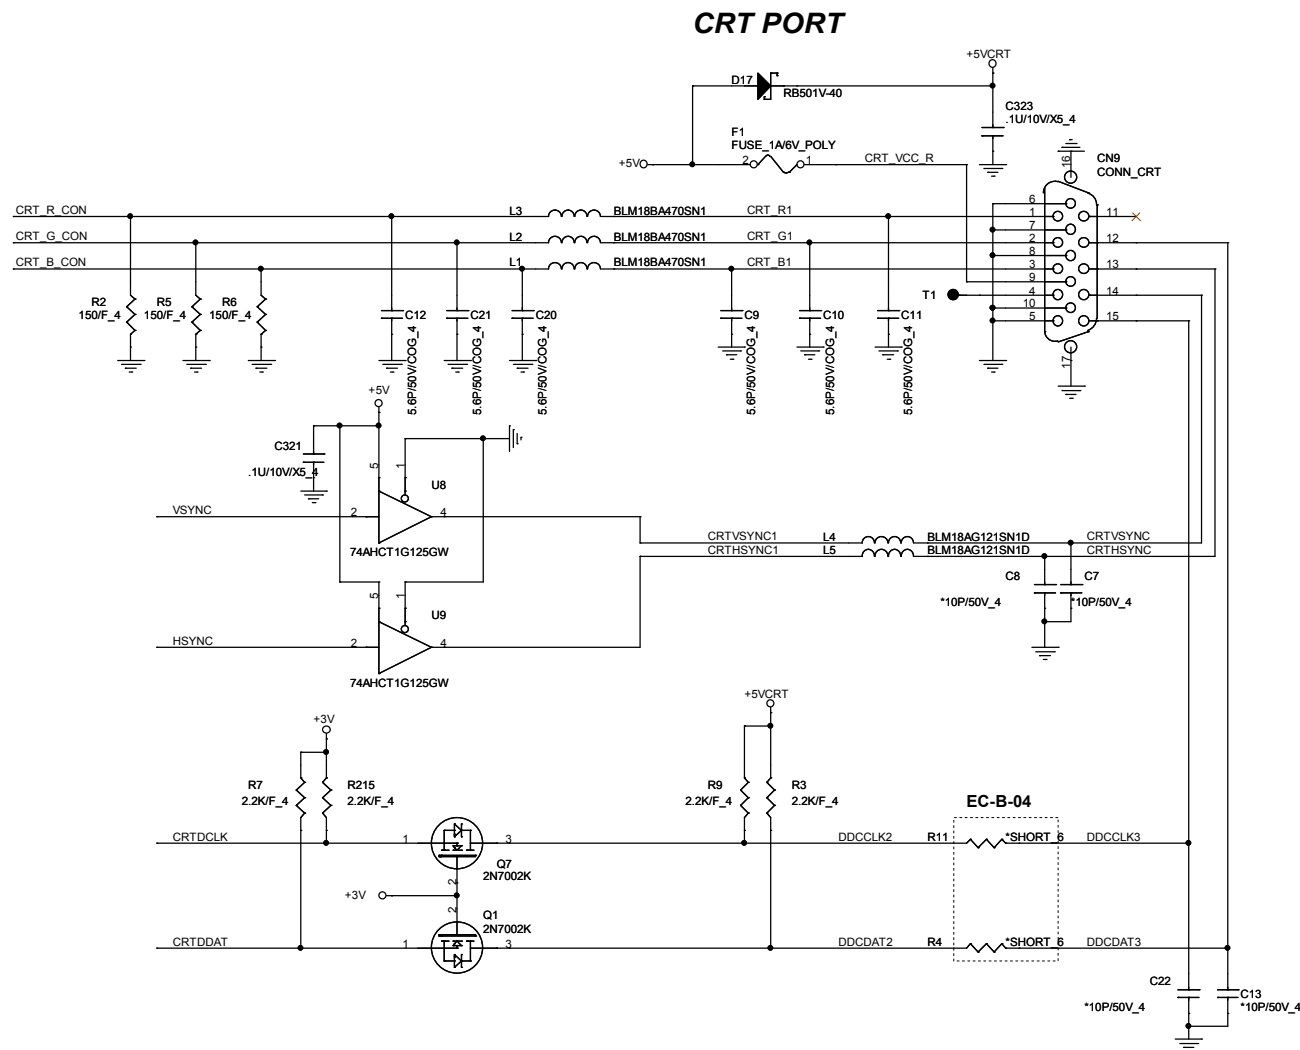 CRT PORT
+5VCRT
D17
RB501V-40
C323
.1U/10V/X5_4
F1
FUSE_1A/6V_POLY
+5V
2
1
CRT_VCC_R
16
CN9
CONN_CRT
CRT_R_CON
L3
BLM18BA470SN1
CRT_R1
6
1
11
7
CRT_G_CON
L2
BLM18BA470SN1
CRT_G1
2
12
8
CRT_B_CON
L1
BLM18BA470SN1
CRT_B1
3
13
9
T1
4
14
10
5
15
17
R2
150/F_4
R5
150/F_4
R6
150/F_4
C12
5.6P/50V/COG_4
C21
5.6P/50V/COG_4
C20
5.6P/50V/COG_4
C9
5.6P/50V/COG_4
C10
5.6P/50V/COG_4
C11
5.6P/50V/COG_4
+5V
C321
.1U/10V/X5_4
5
1
U8
VSYNC
2
4
74AHCT1G125GW
CRTVSYNC1
L4
BLM18AG121SN1D
CRTVSYNC
CRTHSYNC1
L5
BLM18AG121SN1D
CRTHSYNC
C8
*10P/50V_4
C7
*10P/50V_4
5
1
U9
HSYNC
2
4
74AHCT1G125GW
+3V
+5VCRT
R7
2.2K/F_4
R215
2.2K/F_4
R9
2.2K/F_4
R3
2.2K/F_4
EC-B-04
CRTDCLK
1
3
DDCCLK2
R11
*SHORT_6
DDCCLK3
Q7
2N7002K
2
+3V
2
Q1
2N7002K
CRTDDAT
1
3
DDCDAT2
R4
*SHORT_6
DDCDAT3
C22
*10P/50V_4
C13
*10P/50V_4